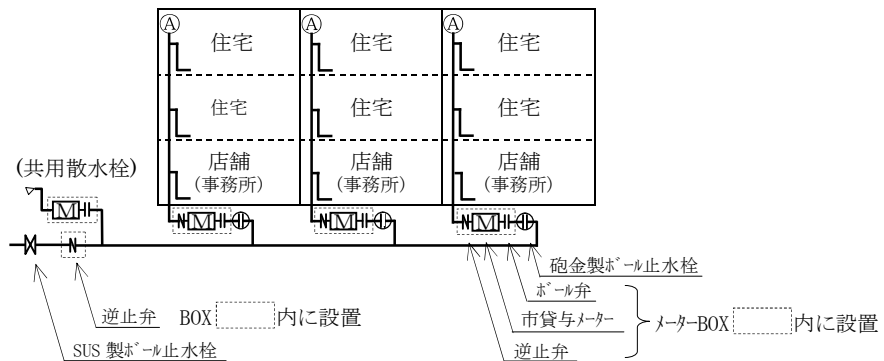 Ⓐ Ⓐ Ⓐ
住宅 住宅 住宅
住宅 住宅 住宅
店舗 店舗 店舗
(事務所) (事務所) (事務所)
(共用散水栓)
M M M M
砲金製ボール止水栓
ボール弁
逆止弁 BOX 内に設置
市貸与メーター メーターBOX 内に設置
SUS 製ボール止水栓
逆止弁